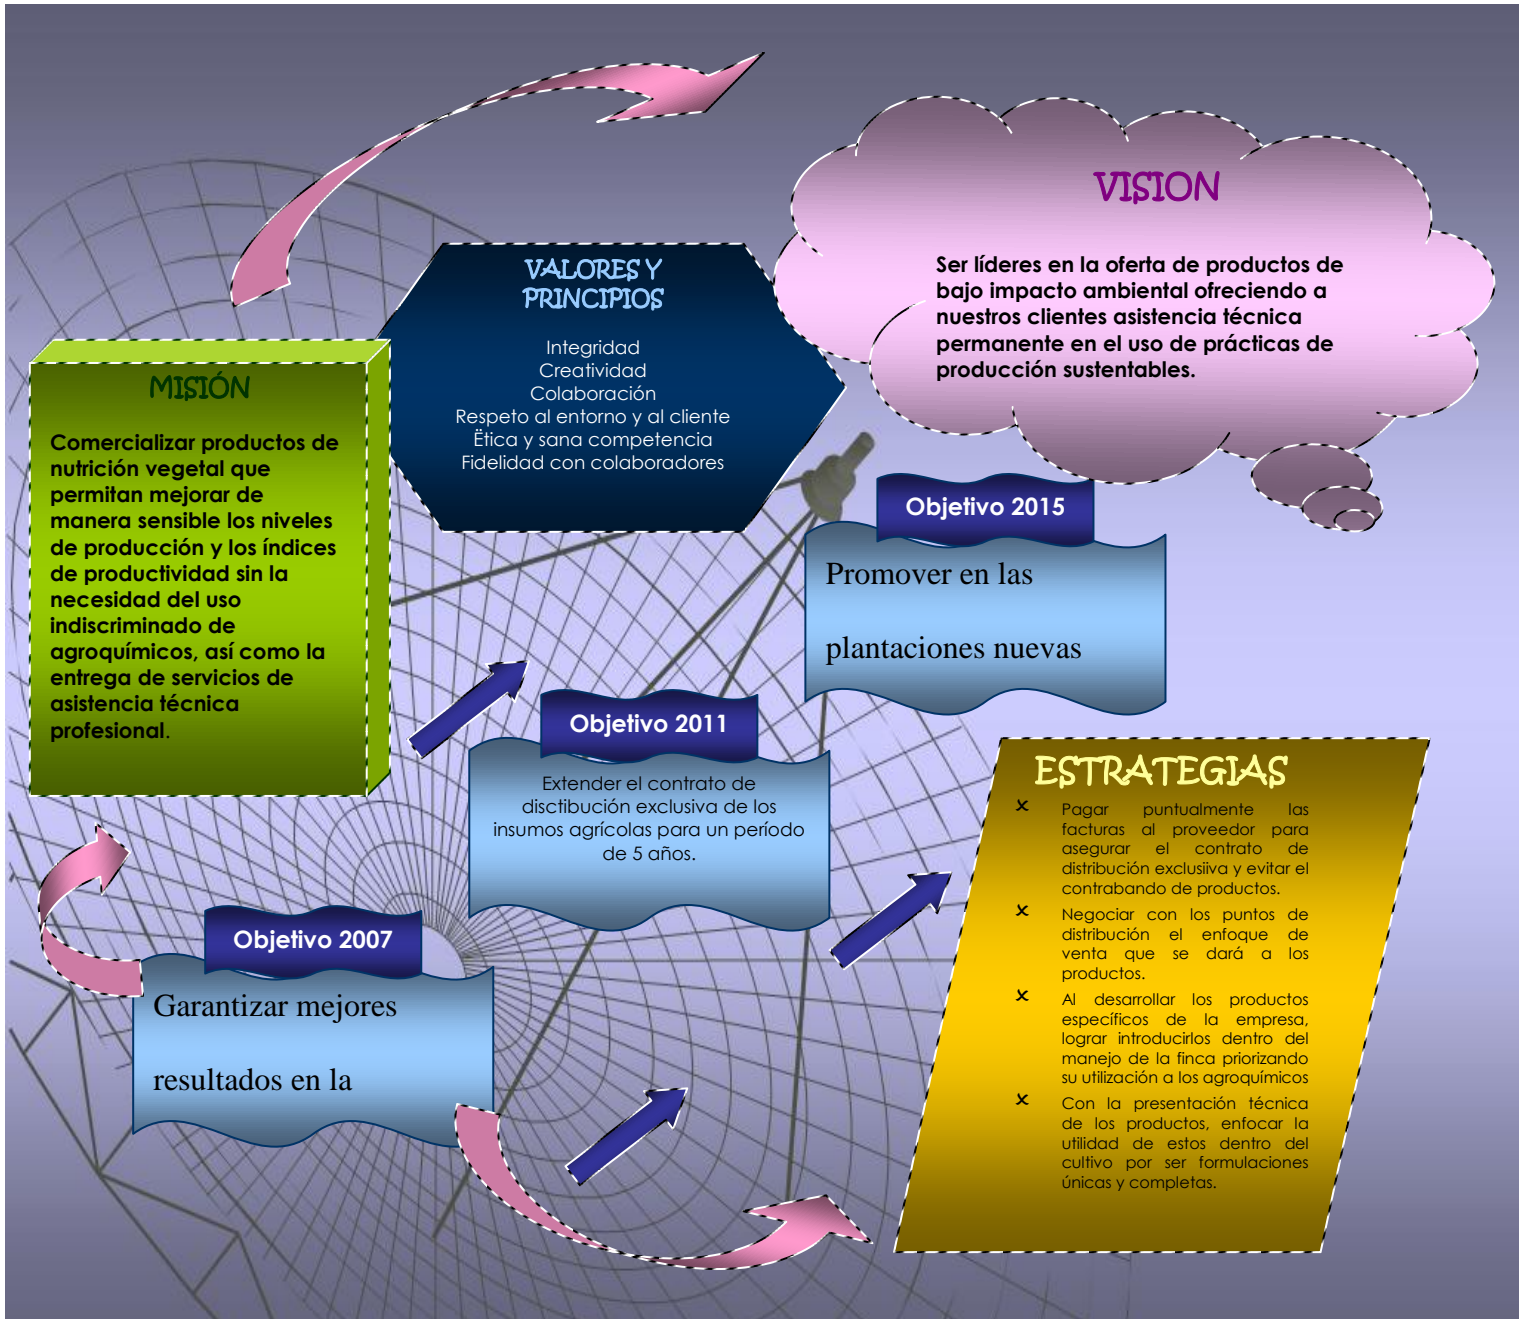 VISION
Ser líderes en la oferta de productos de
bajo impacto ambiental ofreciendo a
nuestros clientes asistencia técnica
permanente en el uso de prácticas de
producción sustentables.
VALORES Y
PRINCIPIOS
Integridad
Creatividad
Colaboración
Respeto al entorno y al cliente
Ëtica y sana competencia
Fidelidad con colaboradores
MISIÓN
Comercializar productos de
nutrición vegetal que
permitan mejorar de
manera sensible los niveles
de producción y los índices
de productividad sin la
necesidad del uso
indiscriminado de
agroquímicos, así como la
entrega de servicios de
asistencia técnica
profesional.
Objetivo 2015
Promover en las
plantaciones nuevas
Objetivo 2011
Extender el contrato de
disctibución exclusiva de los
insumos agrícolas para un período
de 5 años.
Objetivo 2007
Garantizar mejores
resultados en la
ESTRATEGIAS
Pagar puntualmente las
facturas al proveedor para
asegurar el contrato de
distribución exclusiiva y evitar el
contrabando de productos.
Negociar con los puntos de
distribución el enfoque de
venta que se dará a los
productos.
Al desarrollar los productos
específicos de la empresa,
lograr introducirlos dentro del
manejo de la finca priorizando
su utilización a los agroquímicos
Con la presentación técnica
de los productos, enfocar la
utilidad de estos dentro del
cultivo por ser formulaciones
únicas y completas.